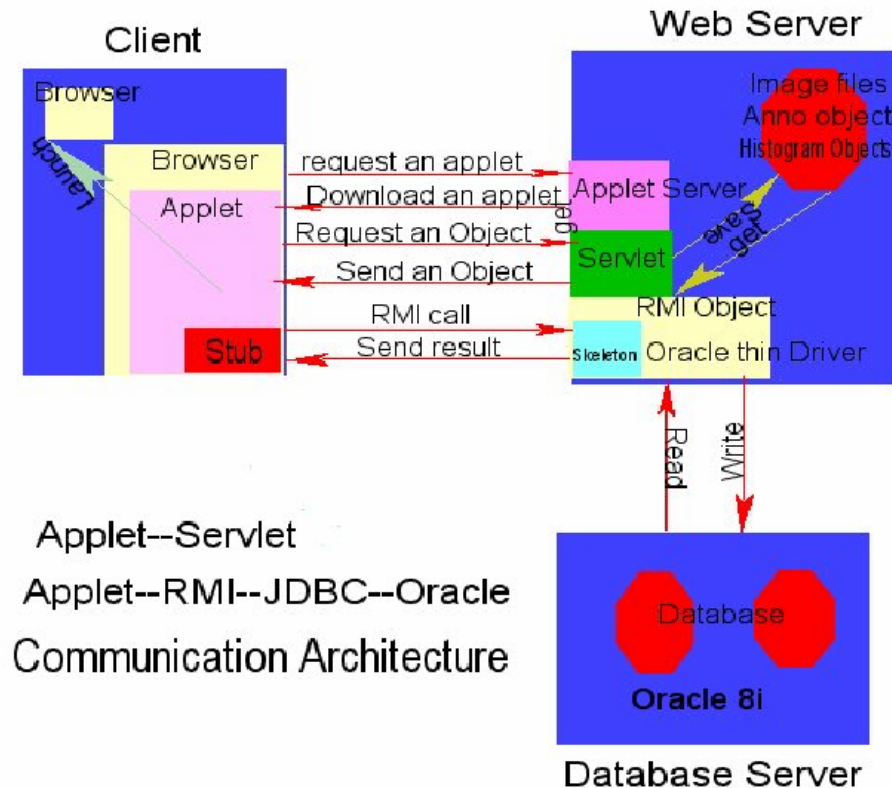 Client
Web Server
Browser
Launch
Browser
Applet
Stub
request an applet
Download an applet
Request an Object
Send an Object
RMI call
Send result
get
Applet Server
Servlet
Save
get
Image files
Anno object
Histogram Objects
RMI Object
Skeleton
Oracle thin Driver
Read
Write
Applet--Servlet
Applet--RMI--JDBC--Oracle
Communication Architecture
Database
Oracle 8i
Database Server